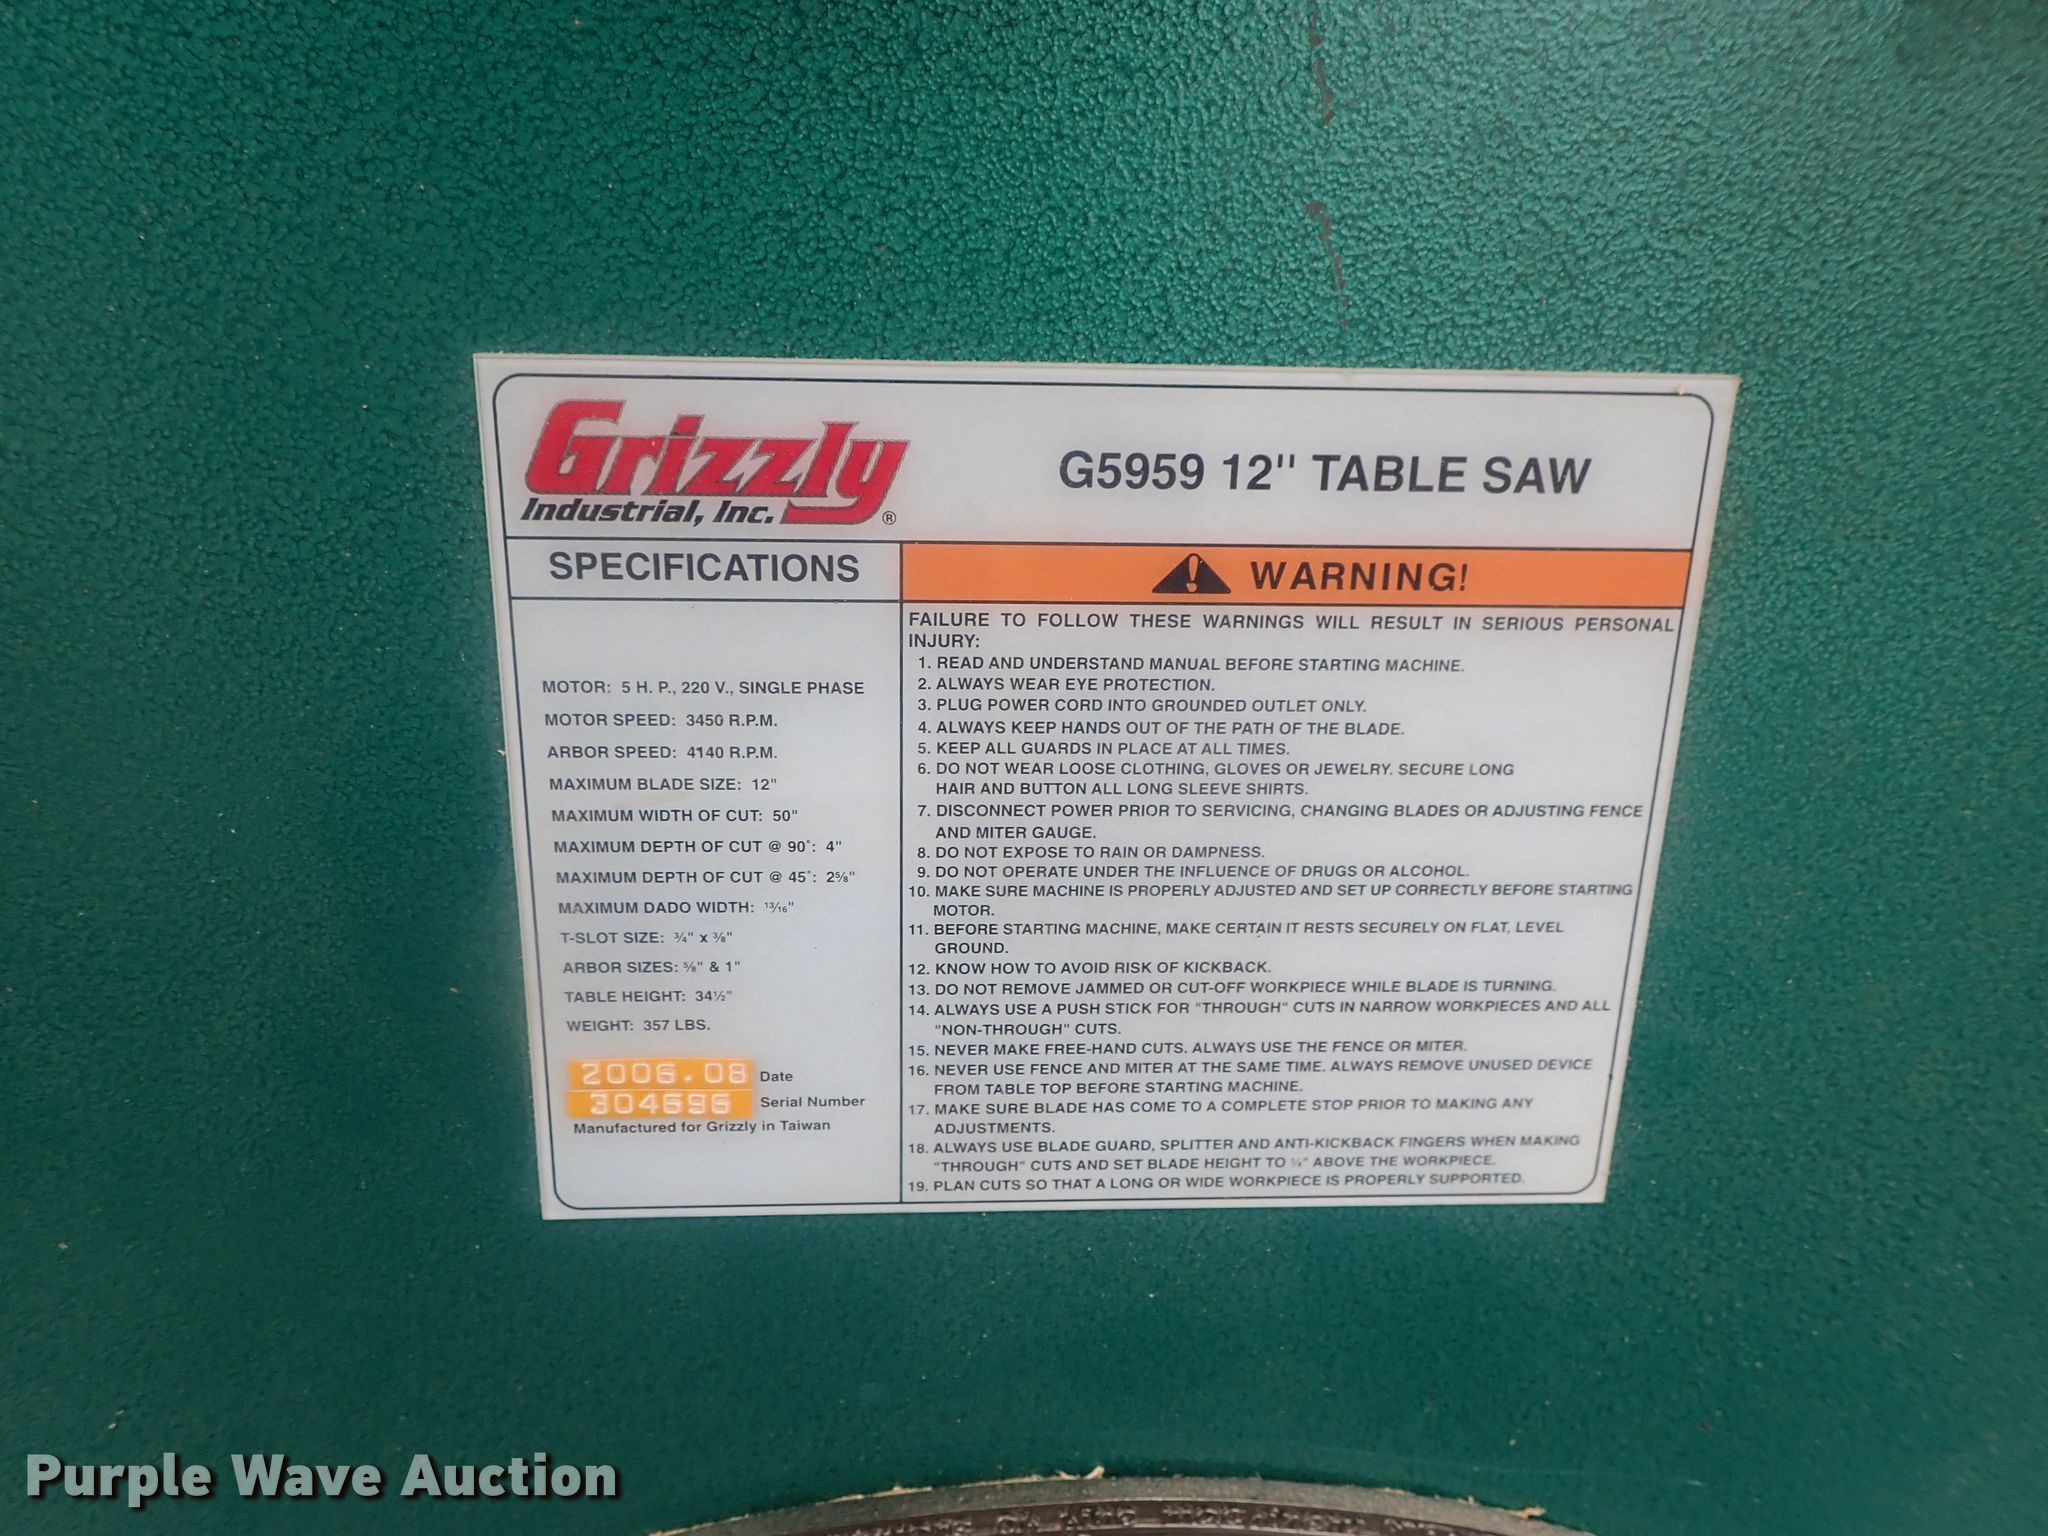 Grizzly
Industrial, Inc. ®
G5959 12" TABLE SAW
SPECIFICATIONS
MOTOR: 5 H. P., 220 V., SINGLE PHASE
MOTOR SPEED: 3450 R.P.M.
ARBOR SPEED: 4140 R.P.M.
MAXIMUM BLADE SIZE: 12"
MAXIMUM WIDTH OF CUT: 50"
MAXIMUM DEPTH OF CUT @ 90°: 4"
MAXIMUM DEPTH OF CUT @ 45°: 2⅝"
MAXIMUM DADO WIDTH: 13/16"
T-SLOT SIZE: ¾" x ⅜"
ARBOR SIZES: ⅝" & 1"
TABLE HEIGHT: 34½"
WEIGHT: 357 LBS.
2006.08 Date
304696 Serial Number
Manufactured for Grizzly in Taiwan
WARNING!
FAILURE TO FOLLOW THESE WARNINGS WILL RESULT IN SERIOUS PERSONAL
INJURY:
1. READ AND UNDERSTAND MANUAL BEFORE STARTING MACHINE.
2. ALWAYS WEAR EYE PROTECTION.
3. PLUG POWER CORD INTO GROUNDED OUTLET ONLY.
4. ALWAYS KEEP HANDS OUT OF THE PATH OF THE BLADE.
5. KEEP ALL GUARDS IN PLACE AT ALL TIMES.
6. DO NOT WEAR LOOSE CLOTHING, GLOVES OR JEWELRY. SECURE LONG
HAIR AND BUTTON ALL LONG SLEEVE SHIRTS.
7. DISCONNECT POWER PRIOR TO SERVICING, CHANGING BLADES OR ADJUSTING FENCE
AND MITER GAUGE.
8. DO NOT EXPOSE TO RAIN OR DAMPNESS.
9. DO NOT OPERATE UNDER THE INFLUENCE OF DRUGS OR ALCOHOL.
10. MAKE SURE MACHINE IS PROPERLY ADJUSTED AND SET UP CORRECTLY BEFORE STARTING
MOTOR.
11. BEFORE STARTING MACHINE, MAKE CERTAIN IT RESTS SECURELY ON FLAT, LEVEL
GROUND.
12. KNOW HOW TO AVOID RISK OF KICKBACK.
13. DO NOT REMOVE JAMMED OR CUT-OFF WORKPIECE WHILE BLADE IS TURNING.
14. ALWAYS USE A PUSH STICK FOR "THROUGH" CUTS IN NARROW WORKPIECES AND ALL
"NON-THROUGH" CUTS.
15. NEVER MAKE FREE-HAND CUTS. ALWAYS USE THE FENCE OR MITER.
16. NEVER USE FENCE AND MITER AT THE SAME TIME. ALWAYS REMOVE UNUSED DEVICE
FROM TABLE TOP BEFORE STARTING MACHINE.
17. MAKE SURE BLADE HAS COME TO A COMPLETE STOP PRIOR TO MAKING ANY
ADJUSTMENTS.
18. ALWAYS USE BLADE GUARD, SPLITTER AND ANTI-KICKBACK FINGERS WHEN MAKING
"THROUGH" CUTS AND SET BLADE HEIGHT TO ¼" ABOVE THE WORKPIECE.
19. PLAN CUTS SO THAT A LONG OR WIDE WORKPIECE IS PROPERLY SUPPORTED.
Purple Wave Auction